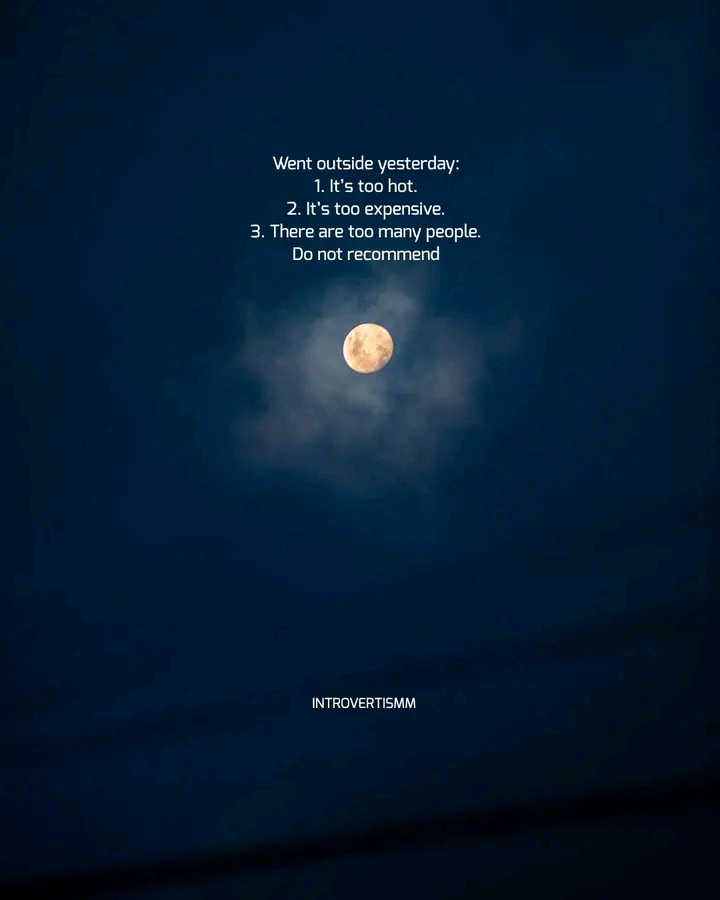 Went outside yesterday:
1. It's too hot.
2. It's too expensive.
3. There are too many people.
Do not recommend
INTROVERTISMM